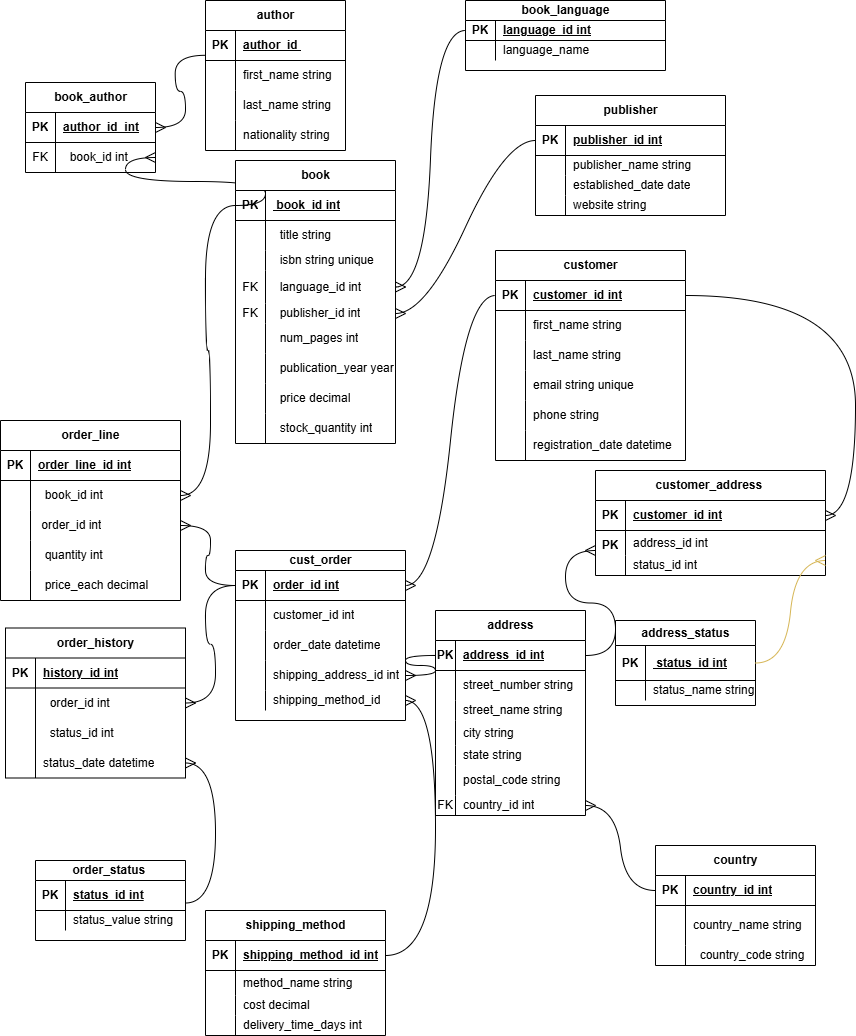 author
PK author_id
first_name string
last_name string
nationality string
book_language
PK language_id int
language_name
book_author
PK author_id_int
FK book_id int
publisher
PK publisher_id int
publisher_name string
established_date date
website string
book
PK book_id int
title string
isbn string unique
FK language_id int
FK publisher_id int
num_pages int
publication_year year
price decimal
stock_quantity int
customer
PK customer_id int
first_name string
last_name string
email string unique
phone string
registration_date datetime
order_line
PK order_line_id int
book_id int
order_id int
quantity int
price_each decimal
customer_address
PK customer_id int
PK address_id int
status_id int
cust_order
PK order_id int
customer_id int
order_date datetime
shipping_address_id int
shipping_method_id
address
PK address_id int
street_number string
street_name string
city string
state string
postal_code string
FK country_id int
address_status
PK status_id int
status_name string
order_history
PK history_id int
order_id int
status_id int
status_date datetime
order_status
PK status_id int
status_value string
shipping_method
PK shipping_method_id int
method_name string
cost decimal
delivery_time_days int
country
PK country_id int
country_name string
country_code string